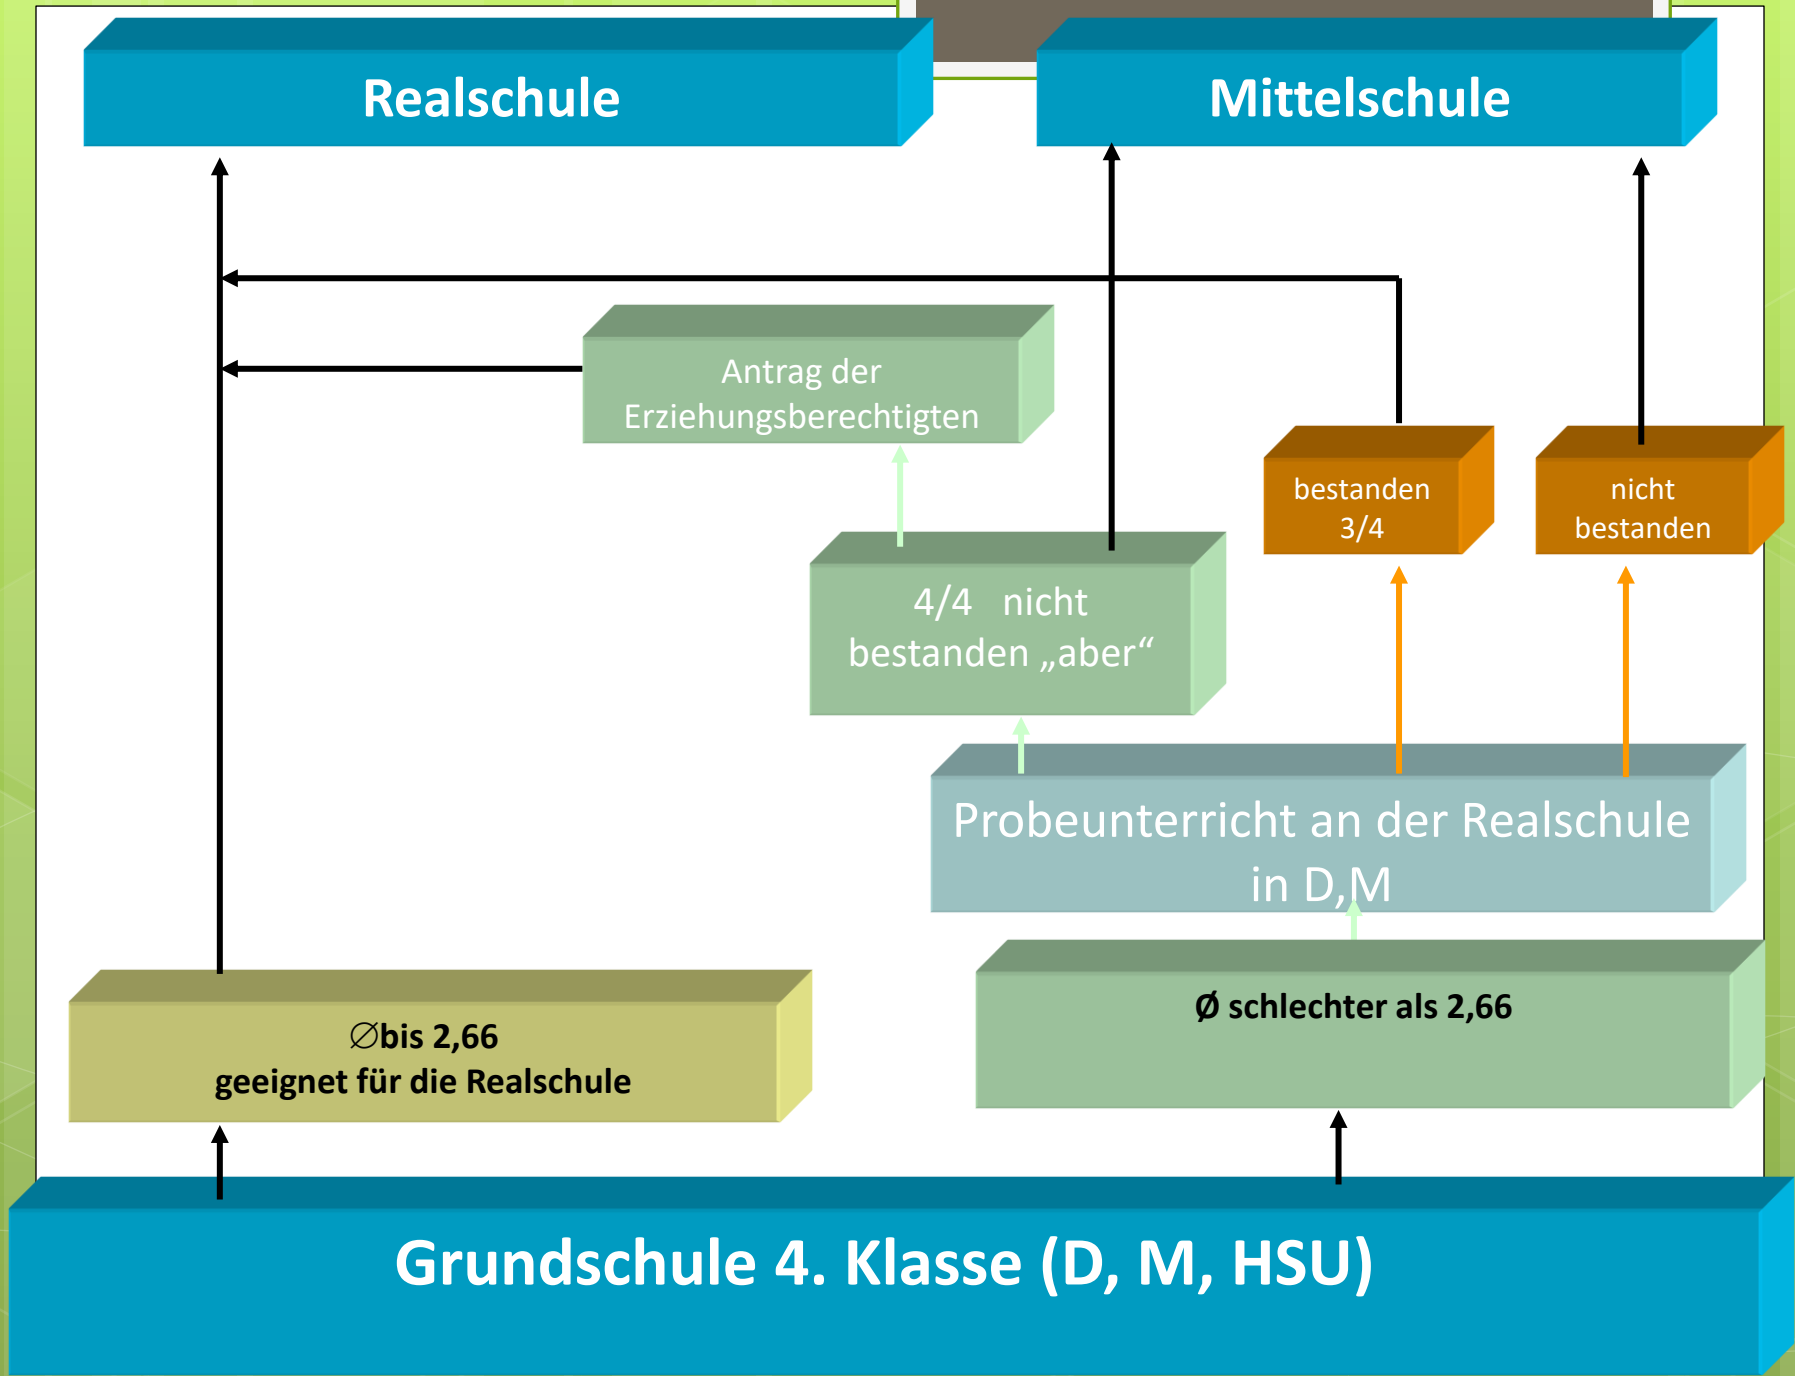 Realschule
Mittelschule
Antrag der
Erziehungsberechtigten
bestanden
3/4
nicht
bestanden
4/4 nicht
bestanden „aber“
Probeunterricht an der Realschule
in D,M
∅bis 2,66
geeignet für die Realschule
Ø schlechter als 2,66
Grundschule 4. Klasse (D, M, HSU)